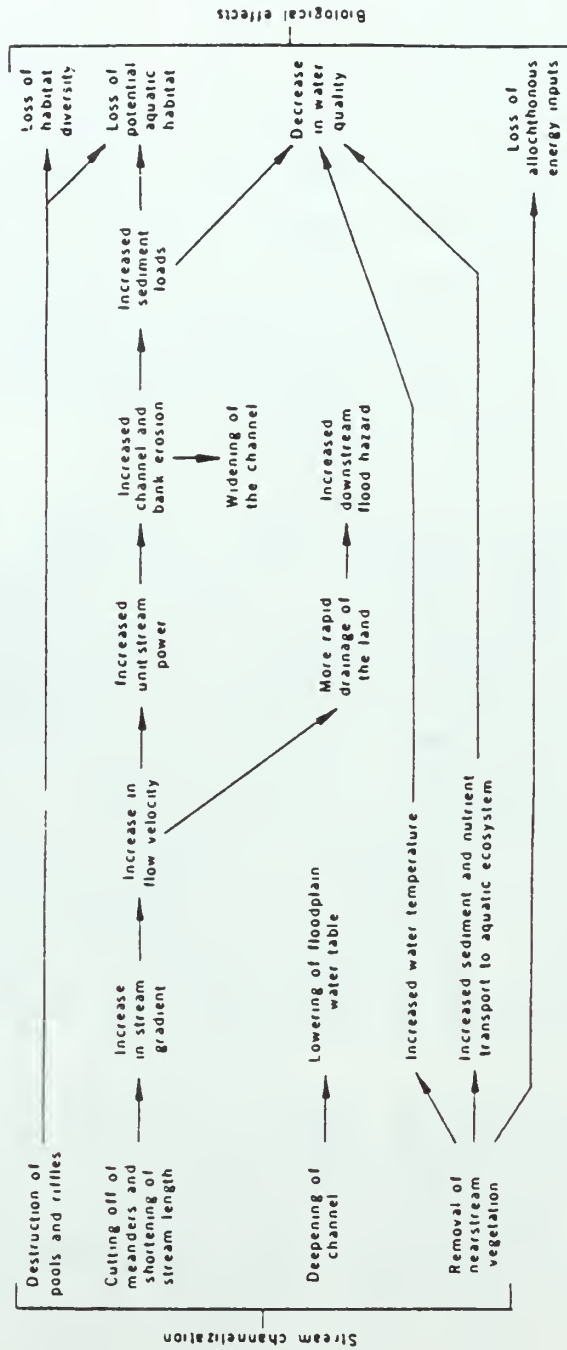 Stream channelization
Destruction of
pools and riffles
Cutting off of
meanders and
shortening of
stream length
Increase
in stream
gradient
Increase in
flow velocity
Increased
unit stream
power
Increased
channel and
bank erosion
Widening of
the channel
Increased
sediment
loads
More rapid
drainage of
the land
Increased
downstream
flood hazard
Deepening of
channel
Lowering of floodplain
water table
Removal of
nearstream
vegetation
Increased water temperature
Increased sediment and nutrient
transport to aquatic ecosystem
Loss of
habitat
diversity
Loss of
potential
aquatic
habitat
Decrease
in water
quality
Loss of
allochthonous
energy inputs
Biological effects